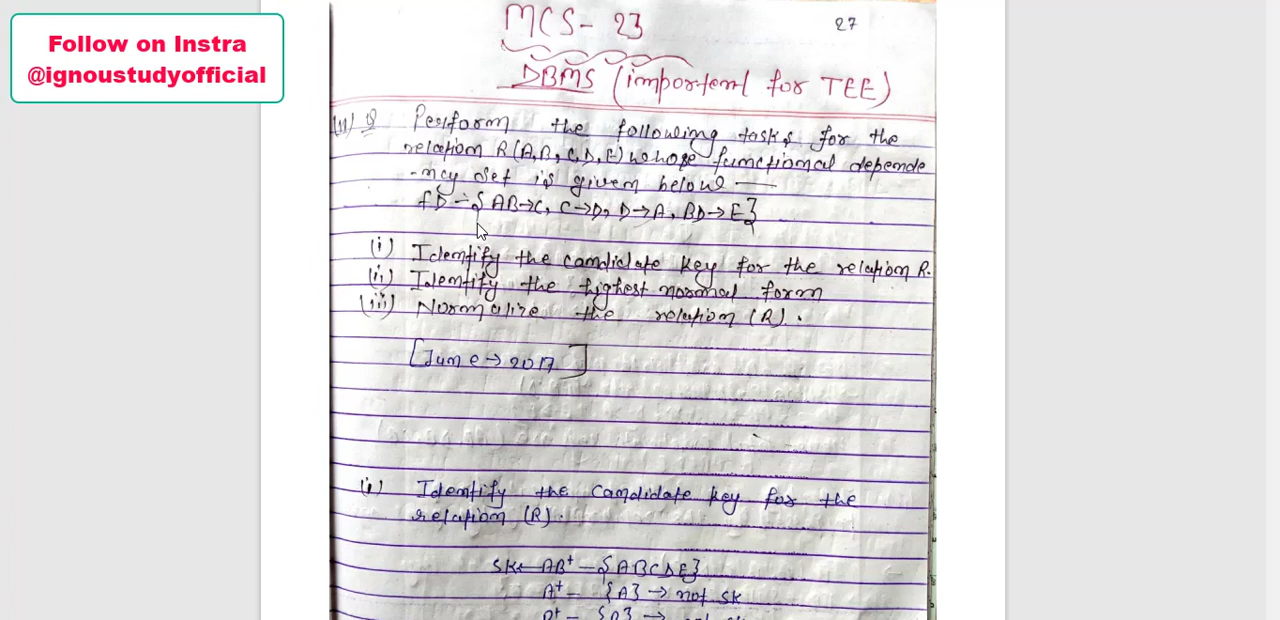 Follow on Instra
@ignoustudyofficial
MCS- 23
27
DBMS (importent for TEE)
(11) Q Perform the following tasks for the
relation R(A,B,C,D,E) whose functional depende
-ncy set is given below —
FD - { AB→C, C→D, D→A, BD→E}
(i) Identify the candidate key for the relation R.
(ii) Identify the highest normal form
(iii) Normalize the relation (R).
[June → 2017]
(i) Identify the candidate key for the
relation (R).
SK← AB⁺ - {ABCDE}
A⁺ - {A} → not SK